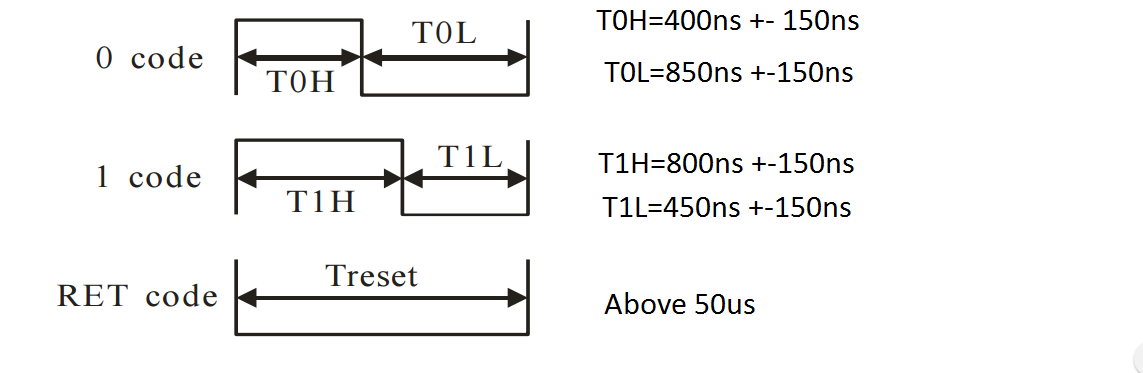 0 code
T0H
T0L
T0H=400ns +- 150ns
T0L=850ns +-150ns
1 code
T1H
T1L
T1H=800ns +-150ns
T1L=450ns +-150ns
RET code
Treset
Above 50us